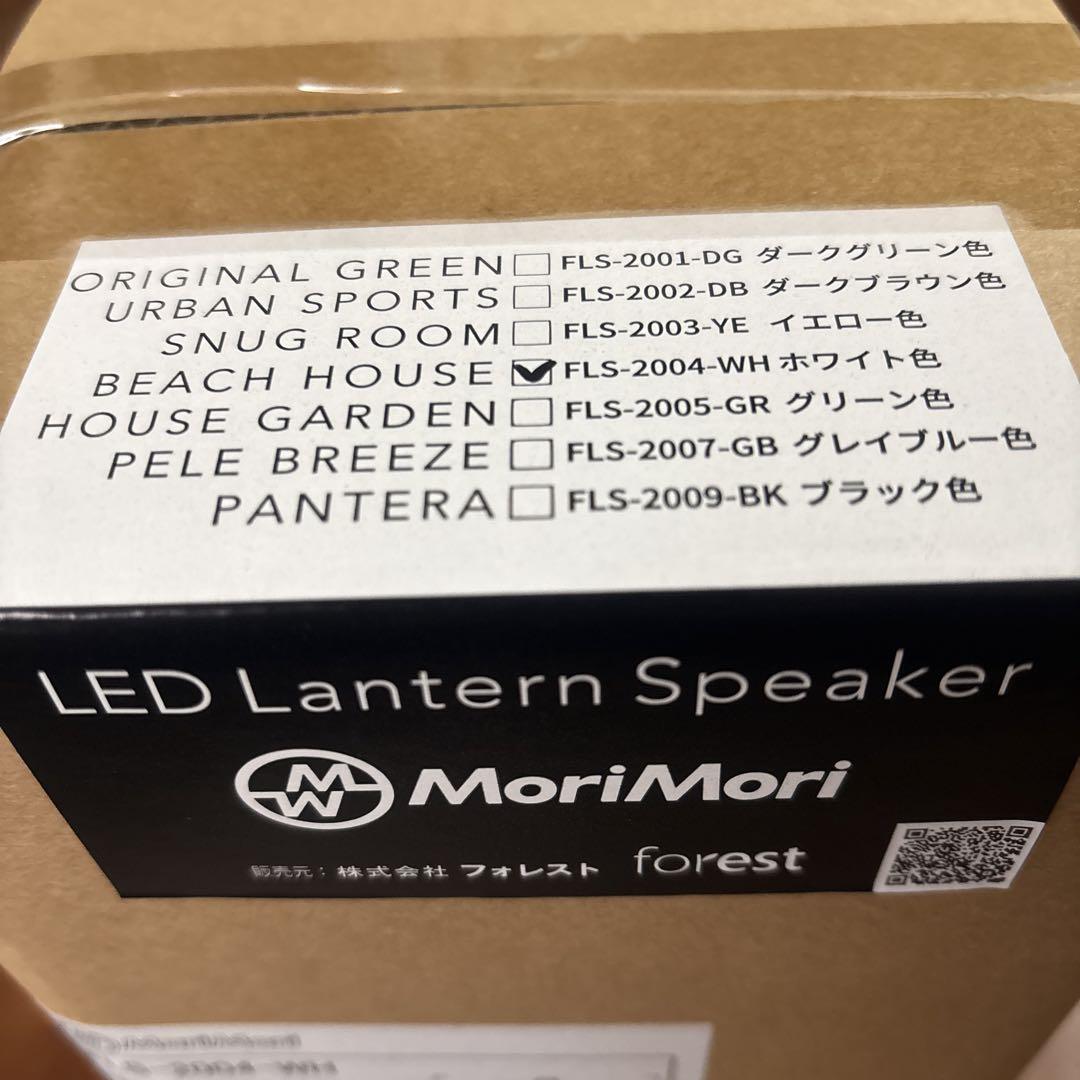 ORIGINAL GREEN □ FLS-2001-DG ダークグリーン色
URBAN SPORTS □ FLS-2002-DB ダークブラウン色
SNUG ROOM □ FLS-2003-YE イエロー色
BEACH HOUSE ☑ FLS-2004-WH ホワイト色
HOUSE GARDEN □ FLS-2005-GR グリーン色
PELE BREEZE □ FLS-2007-GB グレイブルー色
PANTERA □ FLS-2009-BK ブラック色
LED Lantern Speaker
MW MoriMori
販売元：株式会社 フォレスト forest